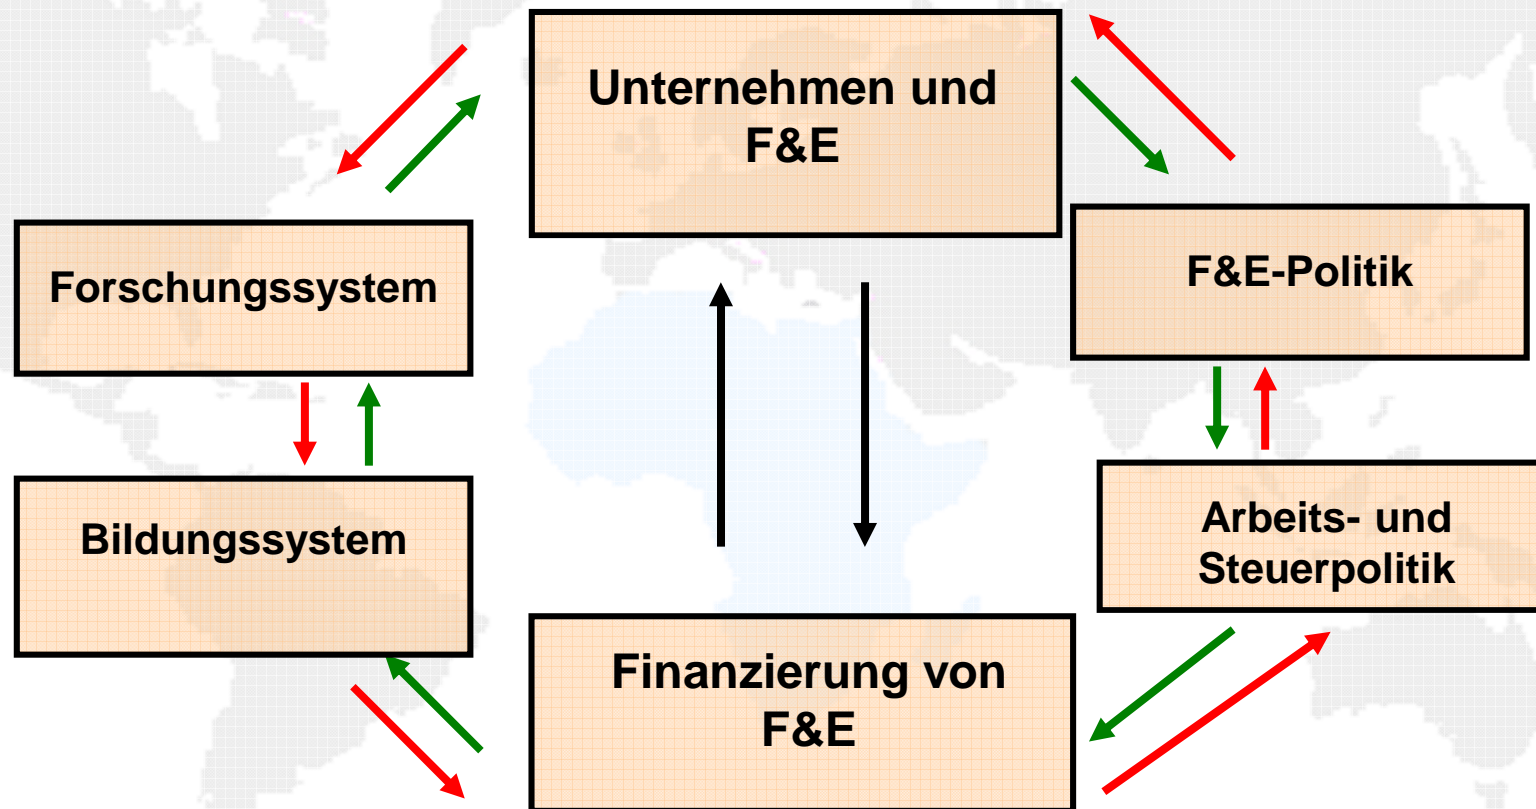 Unternehmen und
F&E
Forschungssystem
F&E-Politik
Bildungssystem
Arbeits- und
Steuerpolitik
Finanzierung von
F&E